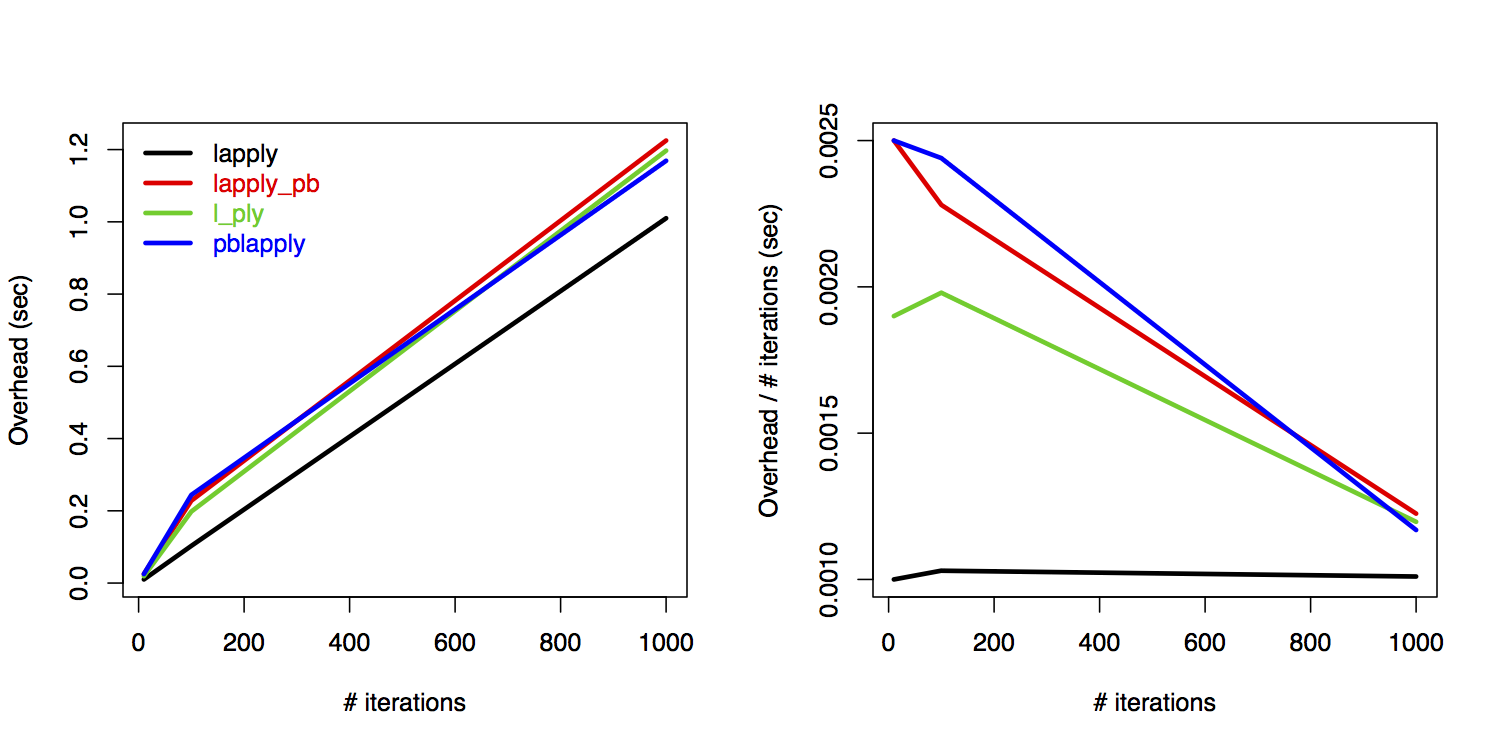 lapply
lapply_pb
l_ply
pblapply
Overhead (sec)
0.0 0.2 0.4 0.6 0.8 1.0 1.2
0 200 400 600 800 1000
# iterations
Overhead / # iterations (sec)
0.0010 0.0015 0.0020 0.0025
0 200 400 600 800 1000
# iterations